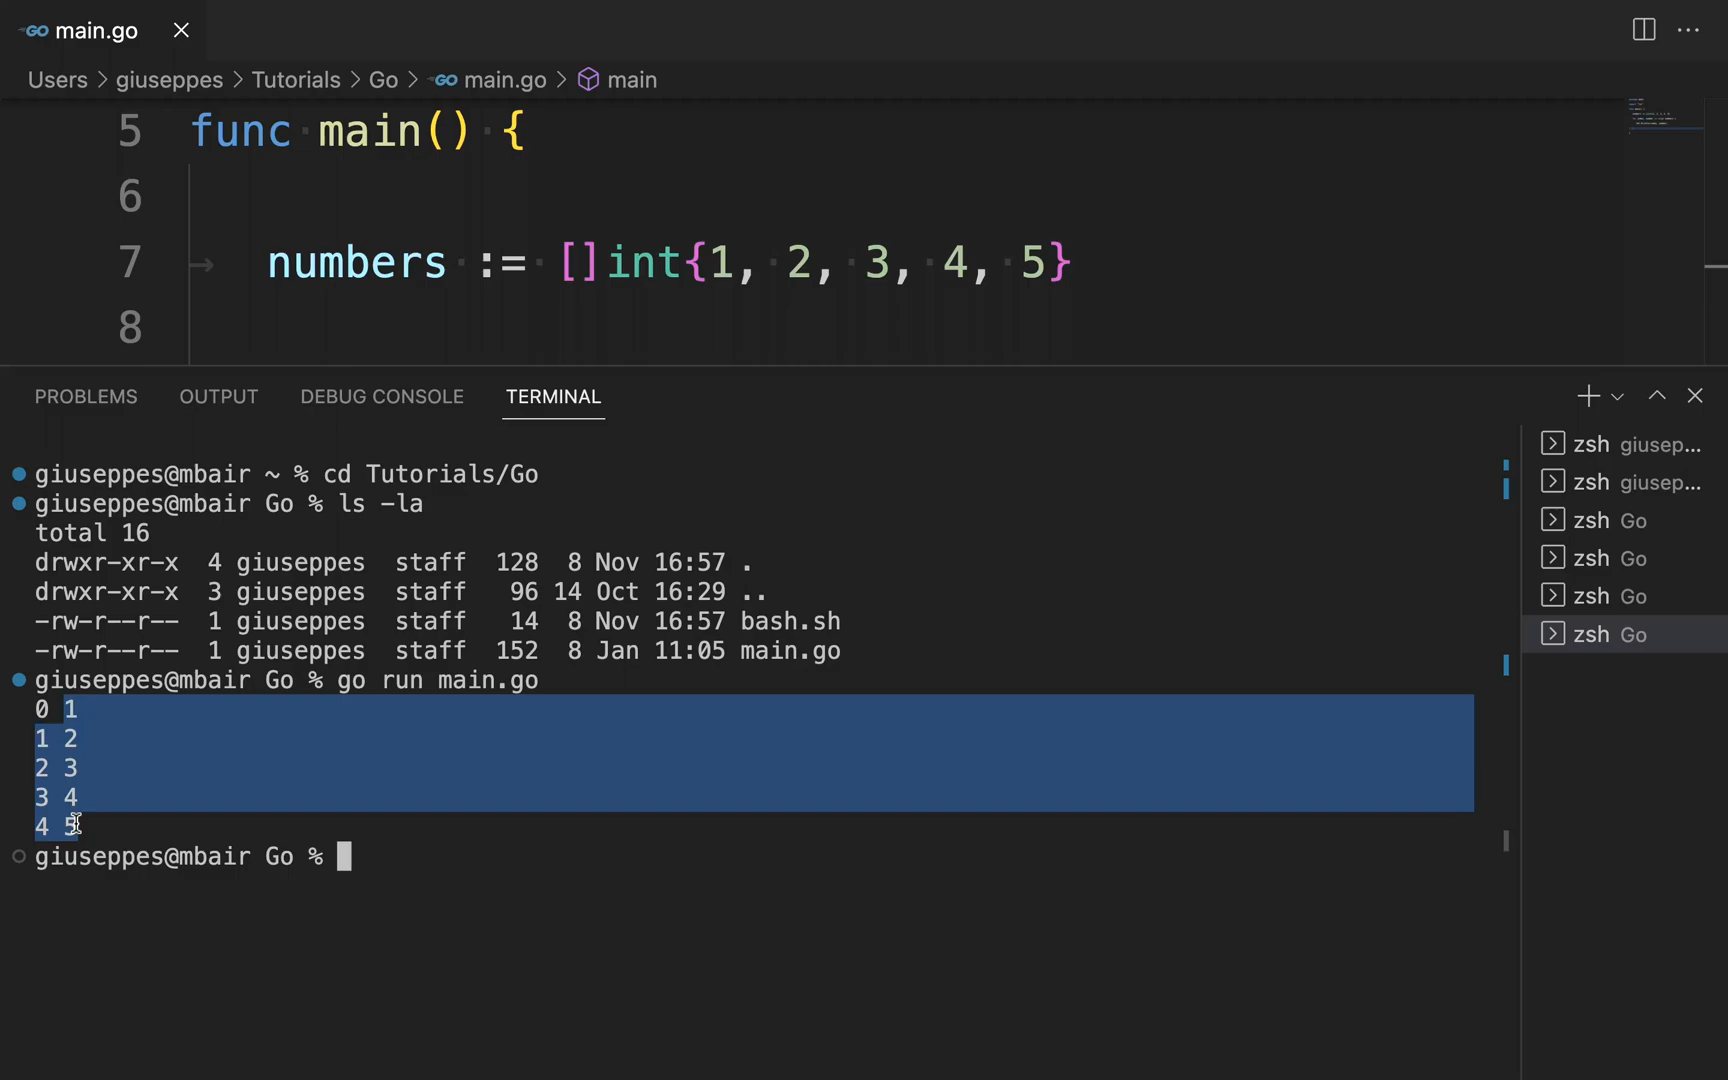 GO main.go ×
Users > giuseppes > Tutorials > Go > GO main.go > main
5 func main() {
6
7 numbers := []int{1, 2, 3, 4, 5}
8
PROBLEMS OUTPUT DEBUG CONSOLE TERMINAL
giuseppes@mbair ~ % cd Tutorials/Go
giuseppes@mbair Go % ls -la
total 16
drwxr-xr-x 4 giuseppes staff 128 8 Nov 16:57 .
drwxr-xr-x 3 giuseppes staff 96 14 Oct 16:29 ..
-rw-r--r-- 1 giuseppes staff 14 8 Nov 16:57 bash.sh
-rw-r--r-- 1 giuseppes staff 152 8 Jan 11:05 main.go
giuseppes@mbair Go % go run main.go
0 1
1 2
2 3
3 4
4 5
giuseppes@mbair Go %
zsh giusep...
zsh giusep...
zsh Go
zsh Go
zsh Go
zsh Go